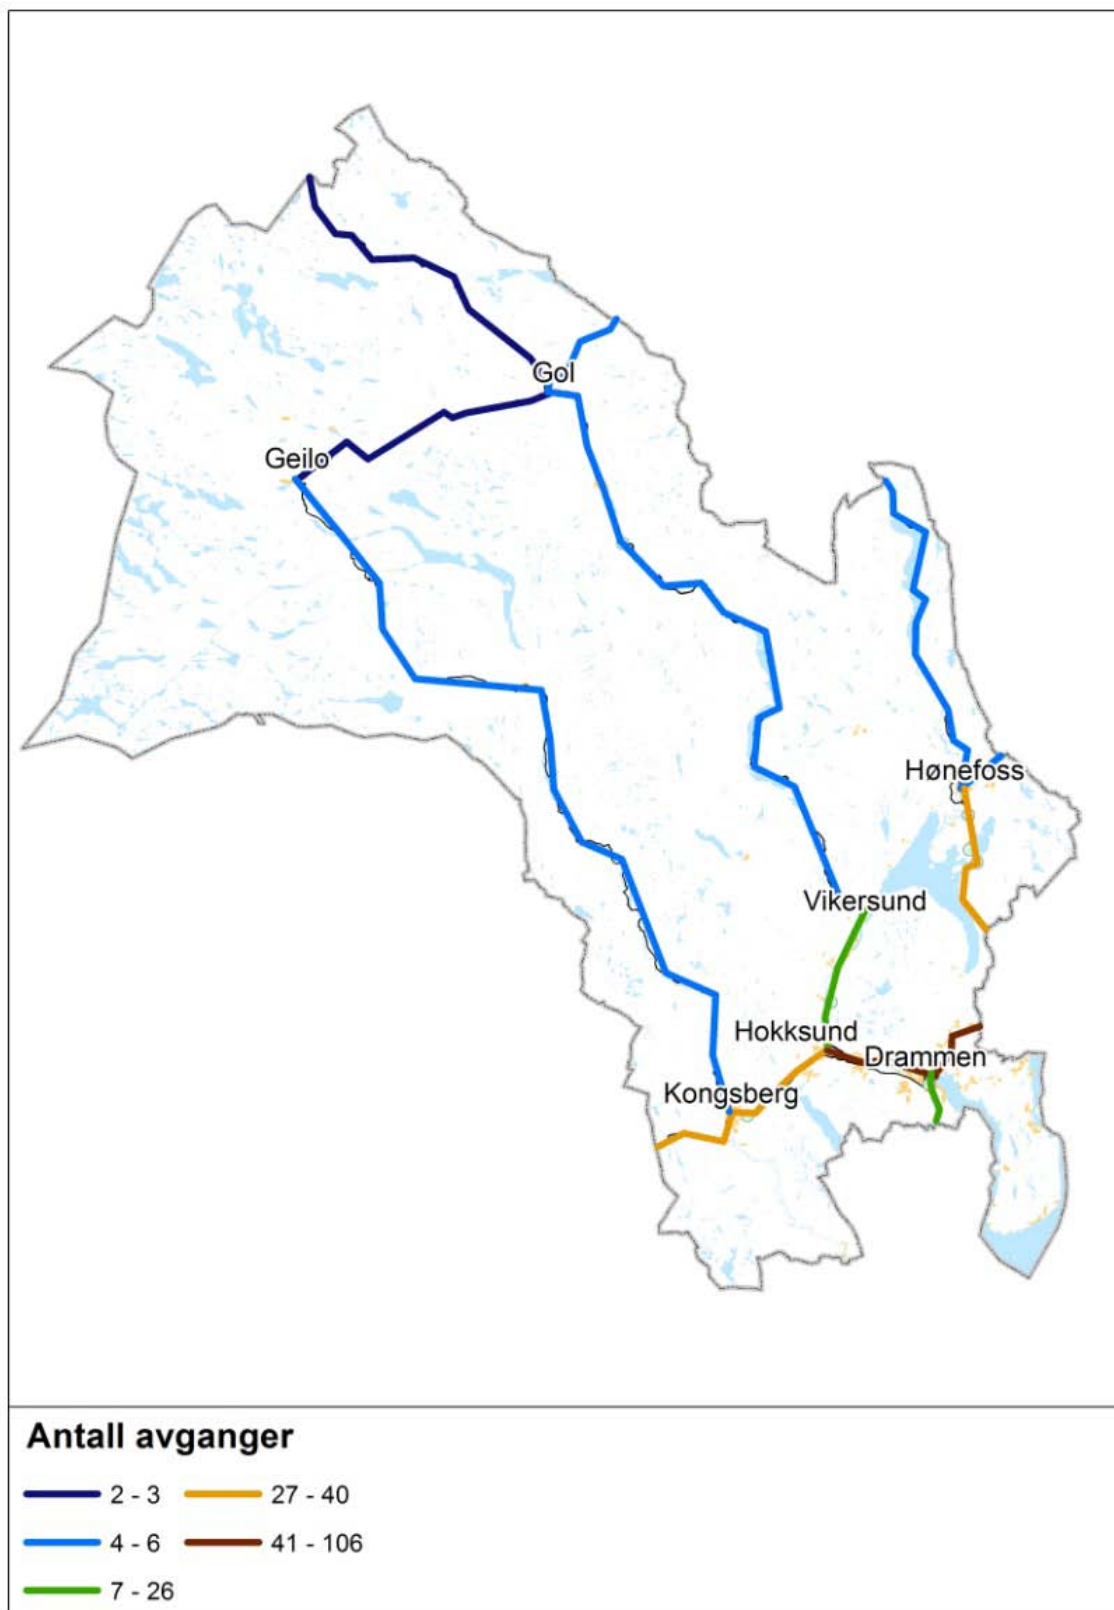 Gol
Geilo
Hønefoss
Vikersund
Hokksund
Drammen
Kongsberg
Antall avganger
2 - 3
27 - 40
4 - 6
41 - 106
7 - 26